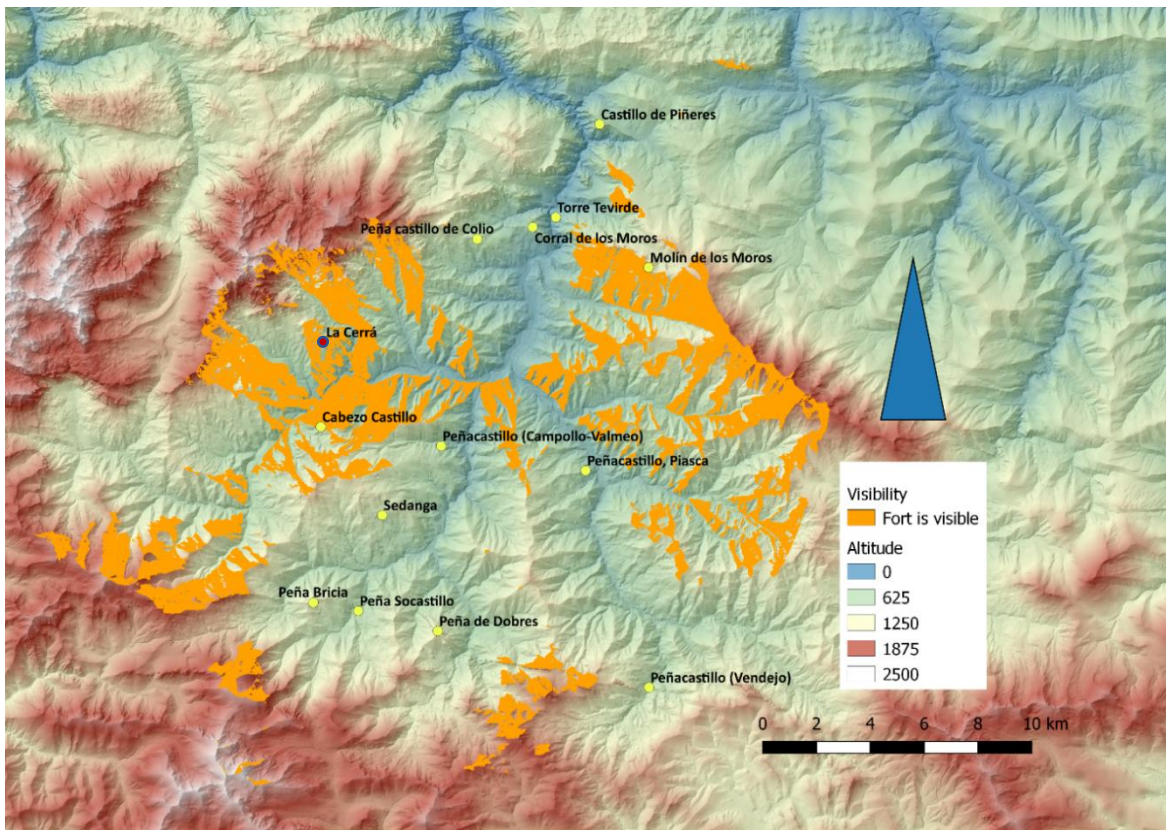 Castillo de Piñeres
Torre Tevirde
Peña castillo de Colio
Corral de los Moros
Molín de los Moros
La Cerrá
Cabezo Castillo
Peñacastillo (Campollo-Valmeo)
Peñacastillo, Piasca
Sedanga
Peña Bricia
Peña Socastillo
Peña de Dobres
Peñacastillo (Vendejo)
Visibility
Fort is visible
Altitude
0
625
1250
1875
2500
0 2 4 6 8 10 km